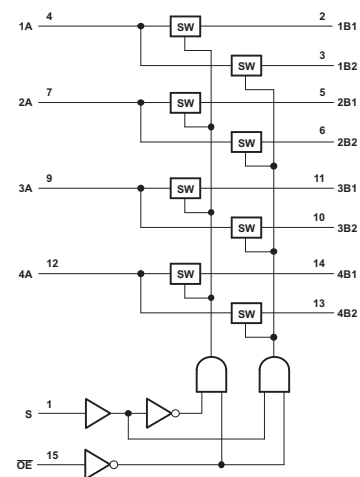 1A 4 SW 2 1B1
SW 3 1B2
2A 7 SW 5 2B1
SW 6 2B2
3A 9 SW 11 3B1
SW 10 3B2
4A 12 SW 14 4B1
SW 13 4B2
S 1
O̅E̅ 15